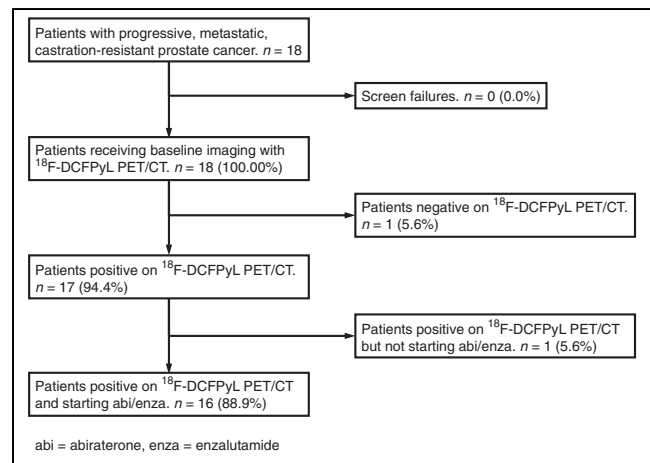 Patients with progressive, metastatic,
castration-resistant prostate cancer. n = 18
Screen failures. n = 0 (0.0%)
Patients receiving baseline imaging with
¹⁸F-DCFPyL PET/CT. n = 18 (100.00%)
Patients negative on ¹⁸F-DCFPyL PET/CT.
n = 1 (5.6%)
Patients positive on ¹⁸F-DCFPyL PET/CT.
n = 17 (94.4%)
Patients positive on ¹⁸F-DCFPyL PET/CT
but not starting abi/enza. n = 1 (5.6%)
Patients positive on ¹⁸F-DCFPyL PET/CT
and starting abi/enza. n = 16 (88.9%)
abi = abiraterone, enza = enzalutamide